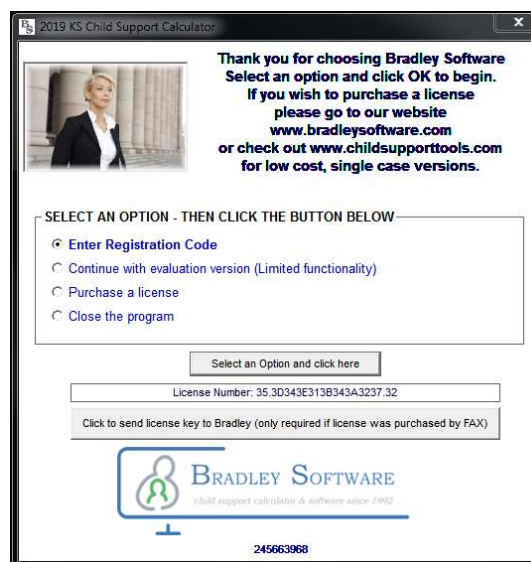 2019 KS Child Support Calculator
Thank you for choosing Bradley Software
Select an option and click OK to begin.
If you wish to purchase a license
please go to our website
www.bradleysoftware.com
or check out www.childsupporttools.com
for low cost, single case versions.
SELECT AN OPTION - THEN CLICK THE BUTTON BELOW
Enter Registration Code
Continue with evaluation version (Limited functionality)
Purchase a license
Close the program
Select an Option and click here
License Number: 35.3D343E313B343A3237.32
Click to send license key to Bradley (only required if license was purchased by FAX)
BRADLEY SOFTWARE
child support calculator & software since 1992
245663968